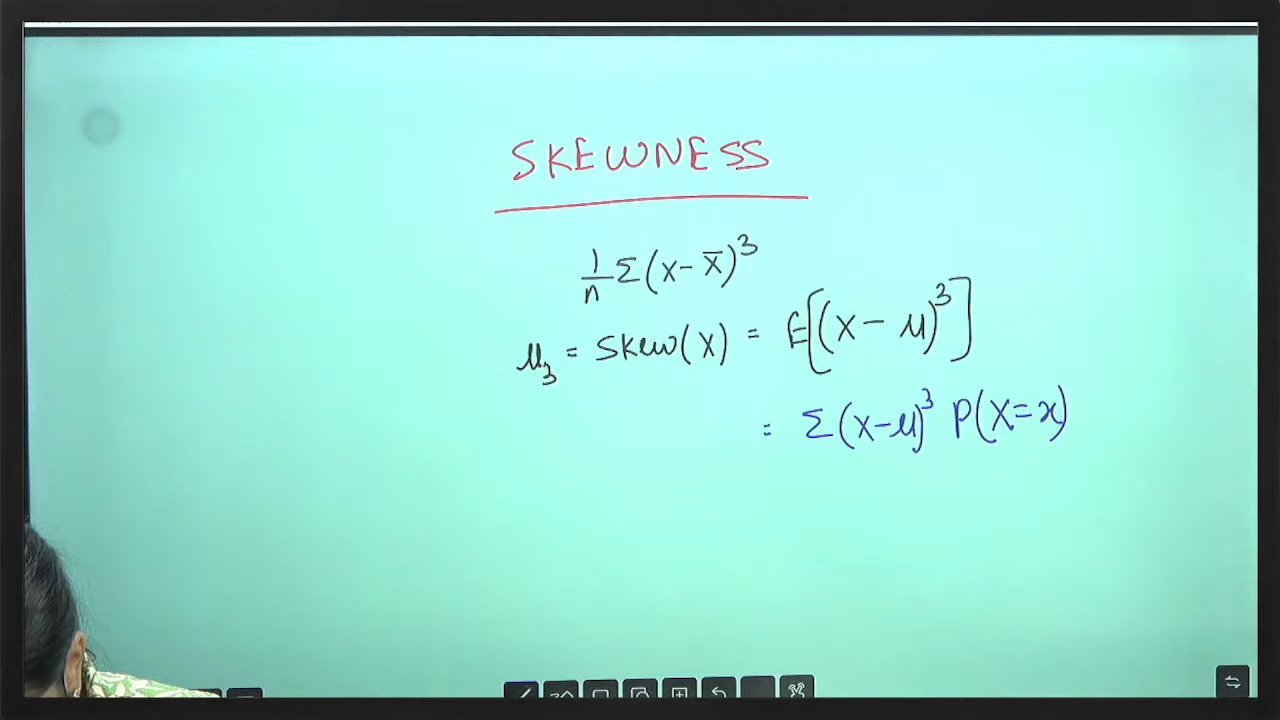 SKEWNESS
1/n Σ(x-x̄)³
μ₃ = Skew(X) = E[(X-μ)³]
= Σ(x-μ)³ P(X=x)